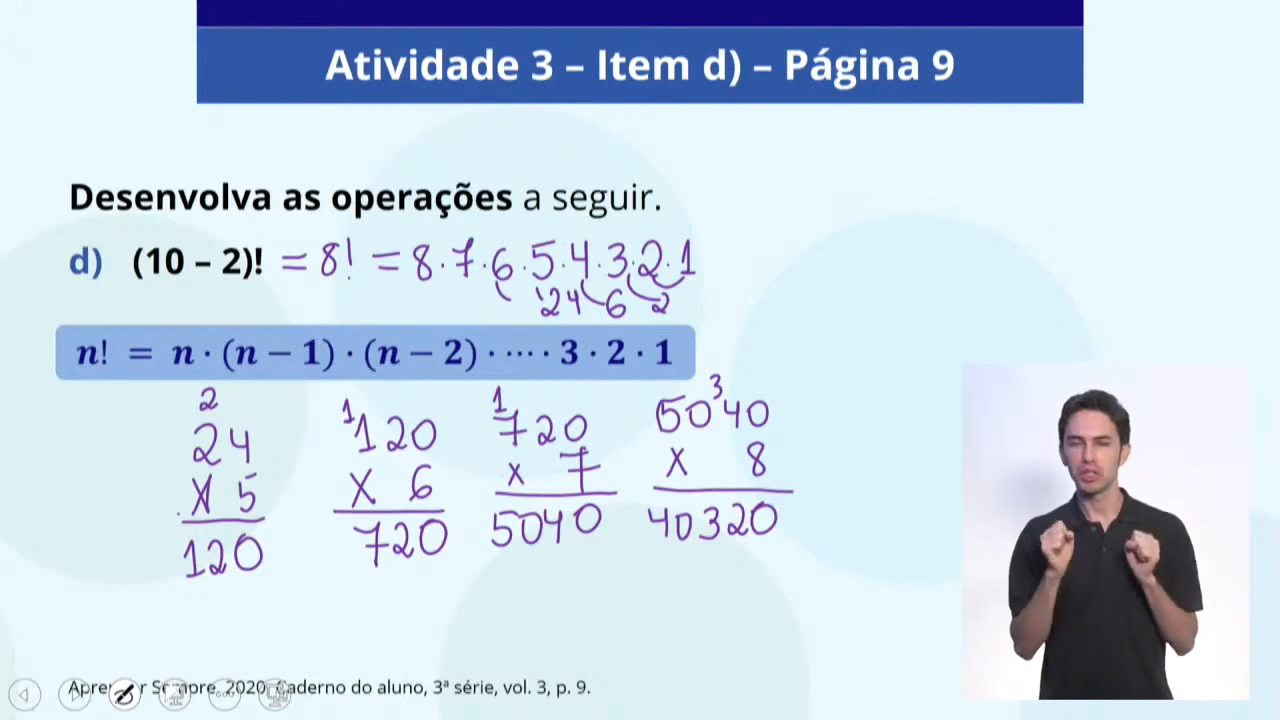 Atividade 3 – Item d) – Página 9
Desenvolva as operações a seguir.
d) (10 – 2)! = 8! = 8·7·6·5·4·3·2·1
24 6 2
n! = n · (n − 1) · (n − 2) · ⋯ · 3 · 2 · 1
2 1 1 3
24 120 720 5040
x 5 x 6 x 7 x 8
120 720 5040 40320
Aprender Sempre, 2020. Caderno do aluno, 3ª série, vol. 3, p. 9.